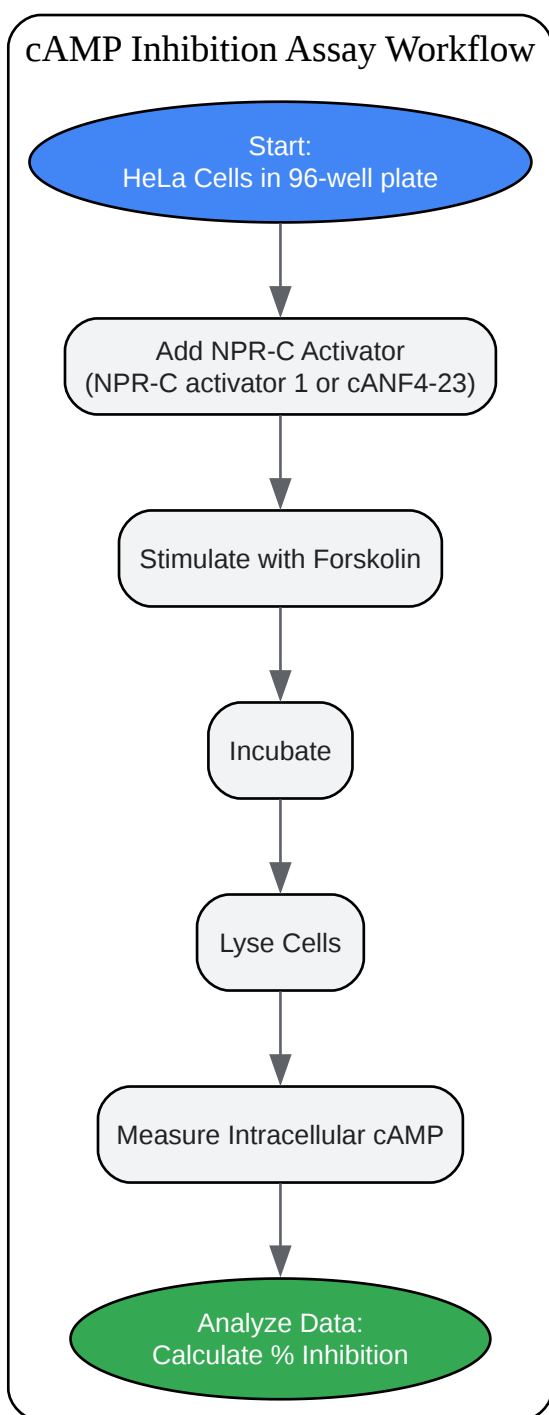 cAMP Inhibition Assay Workflow
Start:
HeLa Cells in 96-well plate
Add NPR-C Activator
(NPR-C activator 1 or cANF4-23)
Stimulate with Forskolin
Incubate
Lyse Cells
Measure Intracellular cAMP
Analyze Data:
Calculate % Inhibition